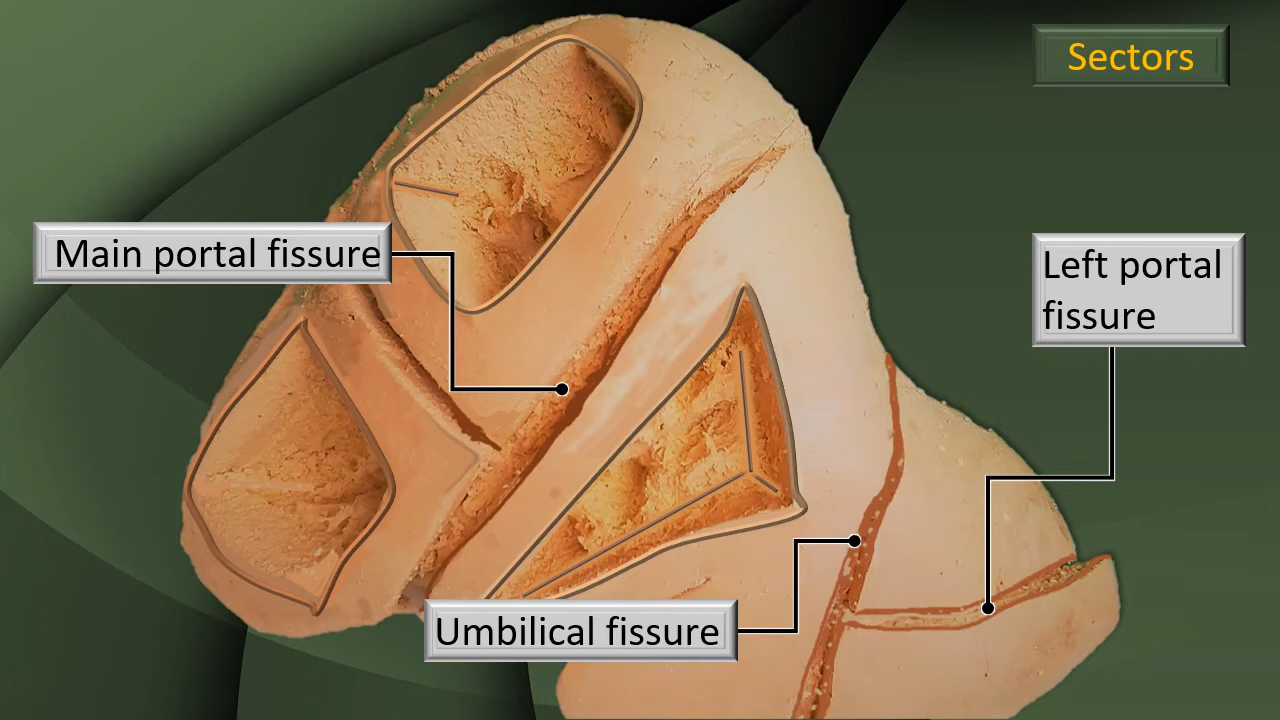 Sectors
Main portal fissure
Left portal
fissure
Umbilical fissure